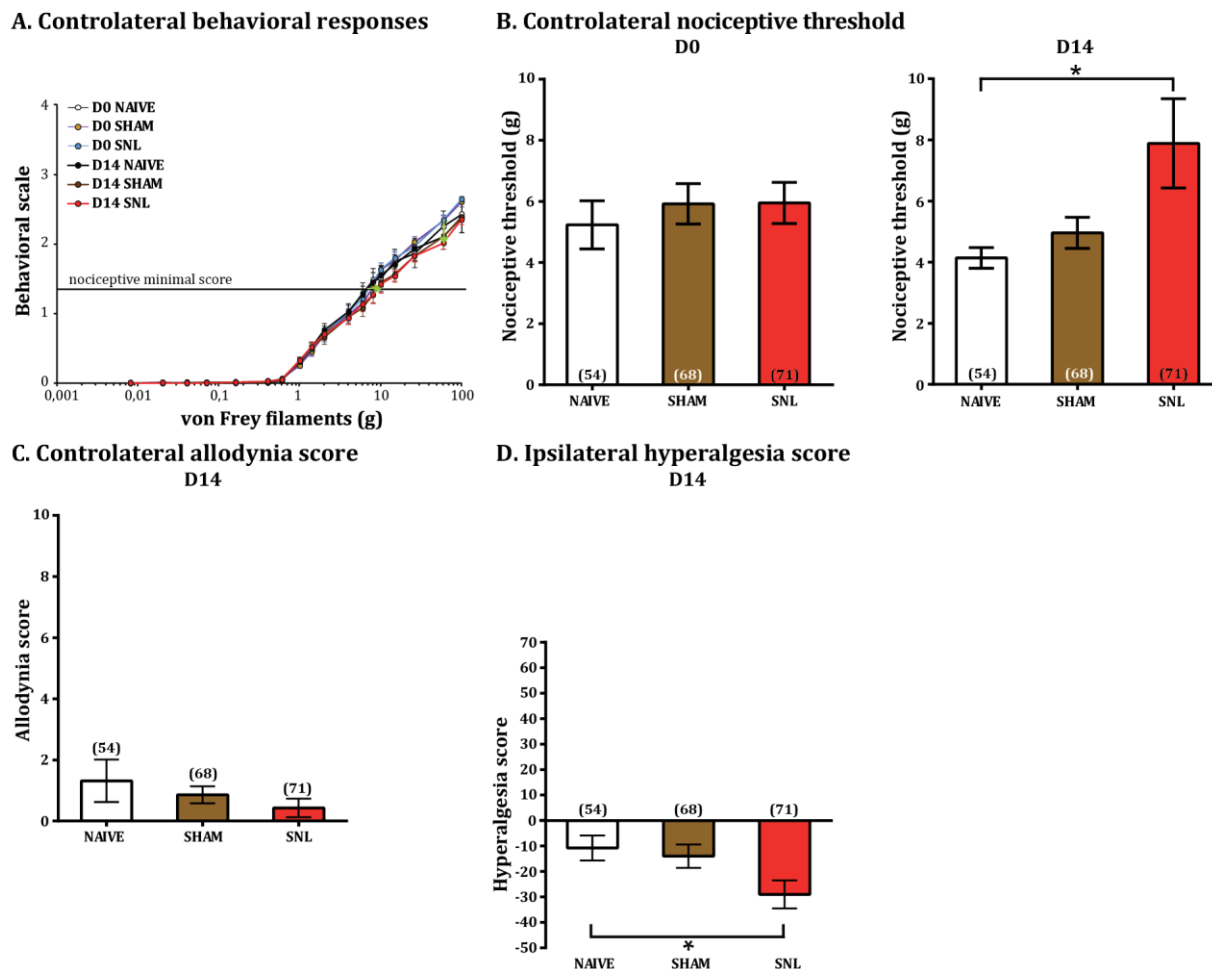 A. Controlateral behavioral responses
4
3
2
1
0
Behavioral scale
D0 NAIVE
D0 SHAM
D0 SNL
D14 NAIVE
D14 SHAM
D14 SNL
nociceptive minimal score
0,001 0,01 0,1 1 10 100
von Frey filaments (g)
B. Controlateral nociceptive threshold
D0
10
8
6
4
2
0
Nociceptive threshold (g)
(54) (68) (71)
NAIVE SHAM SNL
D14
*
10
8
6
4
2
0
Nociceptive threshold (g)
(54) (68) (71)
NAIVE SHAM SNL
C. Controlateral allodynia score
D14
10
8
6
4
2
0
Allodynia score
(54) (68) (71)
NAIVE SHAM SNL
D. Ipsilateral hyperalgesia score
D14
70
60
50
40
30
20
10
0
-10
-20
-30
-40
-50
Hyperalgesia score
(54) (68) (71)
*
NAIVE SHAM SNL